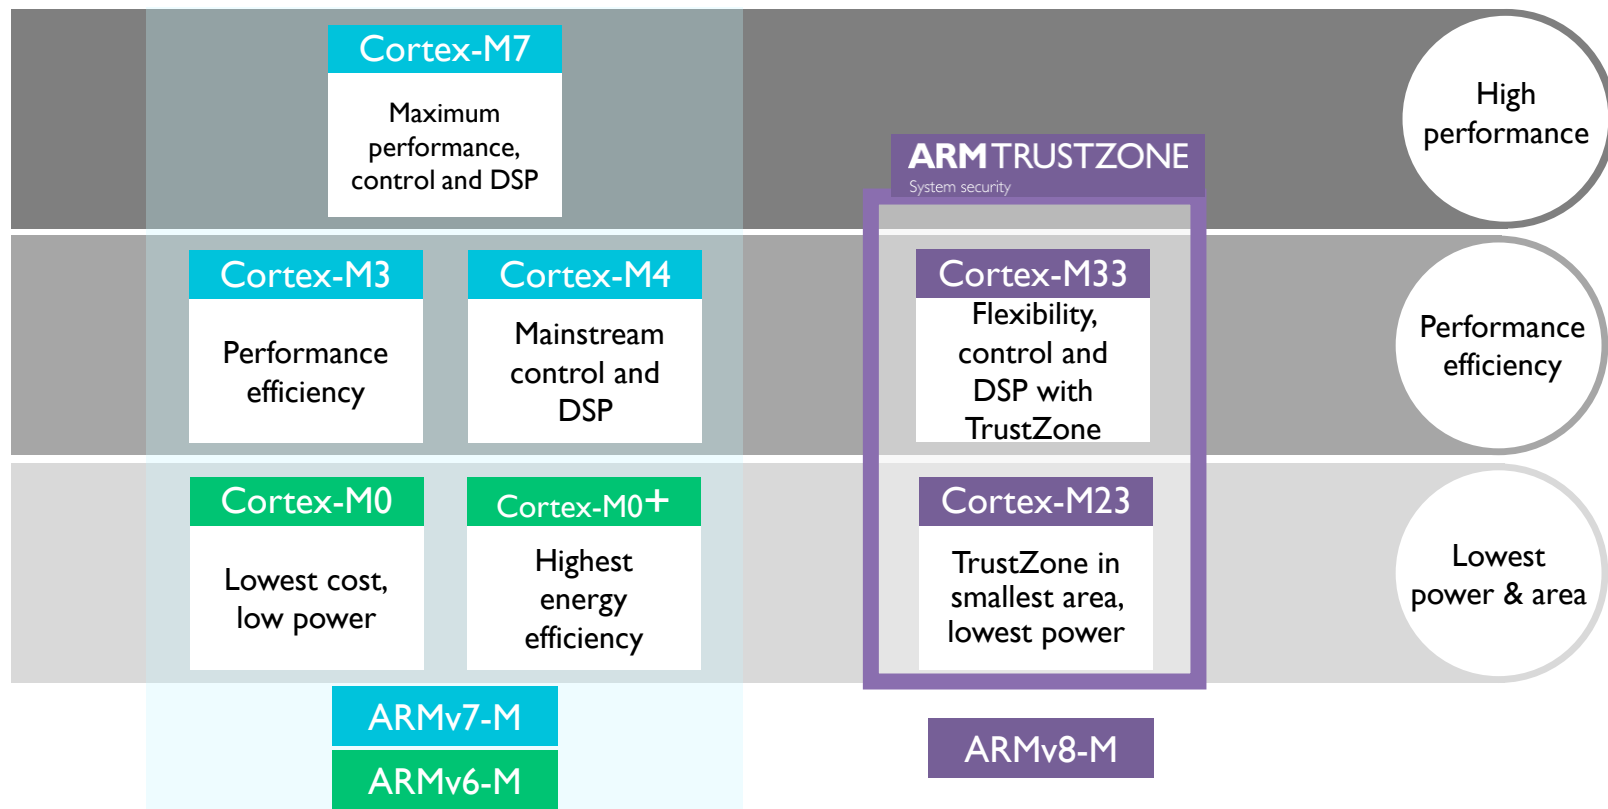 Cortex-M7
Maximum
performance,
control and DSP
High
performance
ARMTRUSTZONE
System security
Cortex-M3
Performance
efficiency
Cortex-M4
Mainstream
control and
DSP
Cortex-M33
Flexibility,
control and
DSP with
TrustZone
Performance
efficiency
Cortex-M0
Lowest cost,
low power
Cortex-M0+
Highest
energy
efficiency
Cortex-M23
TrustZone in
smallest area,
lowest power
Lowest
power & area
ARMv7-M
ARMv6-M
ARMv8-M